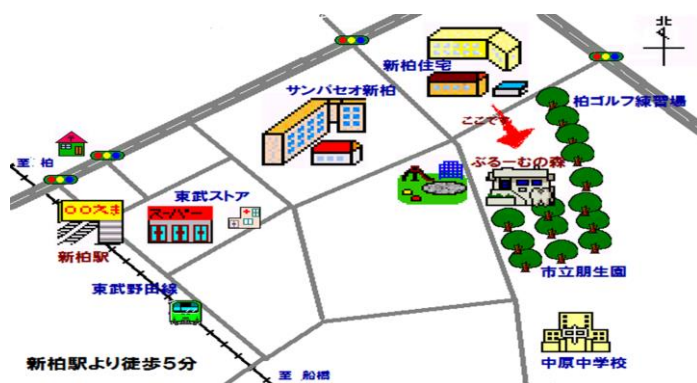 北
新柏住宅
サンパセオ新柏
柏ゴルフ練習場
ここです
ぶるーむの森
至 柏
東武ストア
スーパー
○○えき
新柏駅
東武野田線
市立朋生園
中
中原中学校
新柏駅より徒歩5分
至 船橋